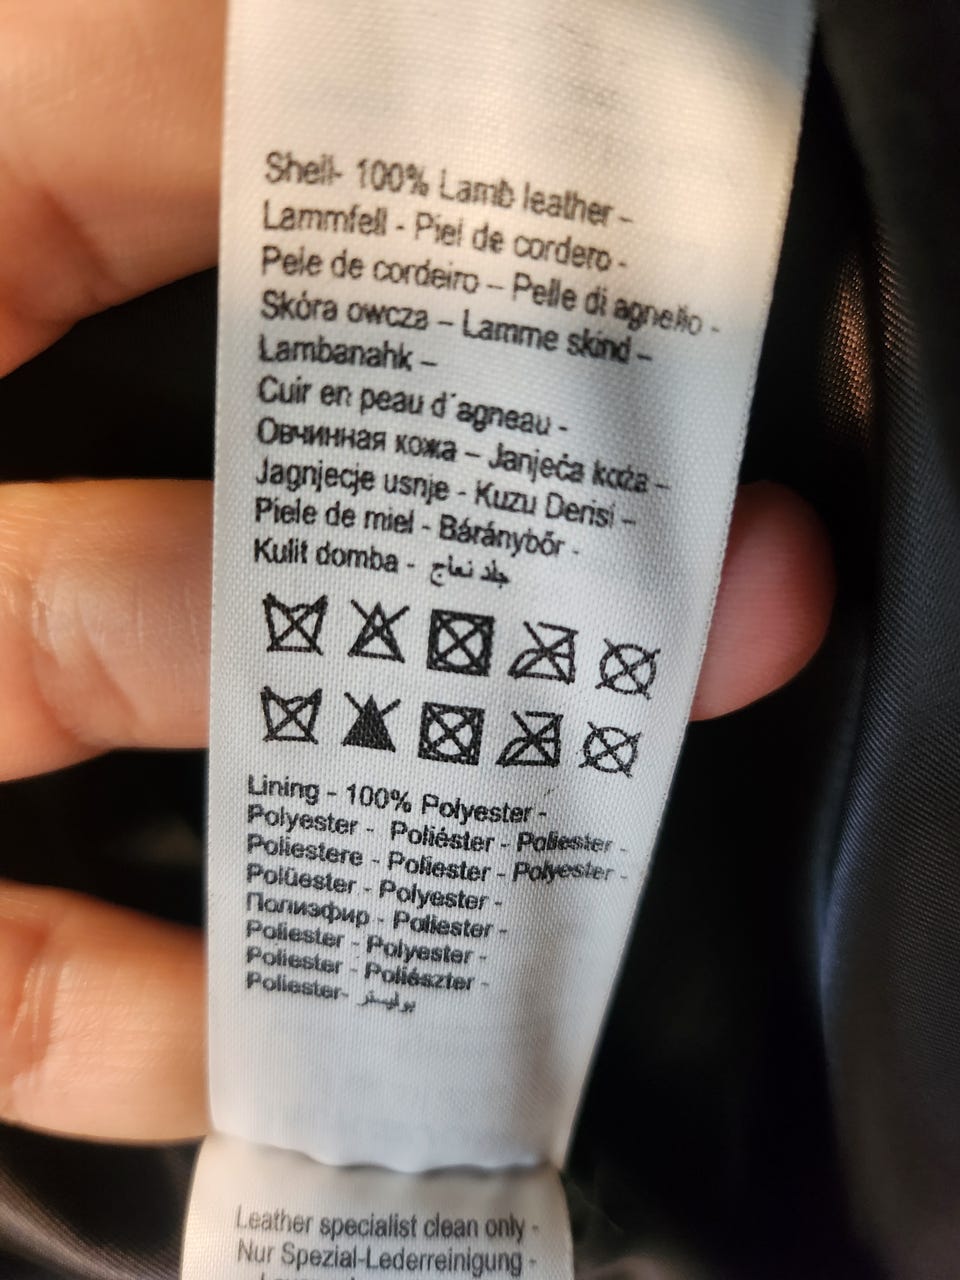 Shell- 100% Lamb leather -
Lammfell - Piel de cordero -
Pele de cordeiro – Pelle di agnello -
Skóra owcza – Lamme skind –
Lambanahk –
Cuir en peau d´agneau -
Овчинная кожа – Janjeća koža –
Jagnjecje usnje - Kuzu Derisi –
Piele de miel - Báránybőr -
Kulit domba - جلد نعاج
Lining - 100% Polyester -
Polyester - Poliéster - Poliester -
Poliestere - Poliester - Polyester -
Polüester - Polyester -
Полиэфир - Poliester -
Poliester - Polyester -
Poliester - Poliészter -
Poliester- بوليستر
Leather specialist clean only -
Nur Spezial-Lederreinigung -